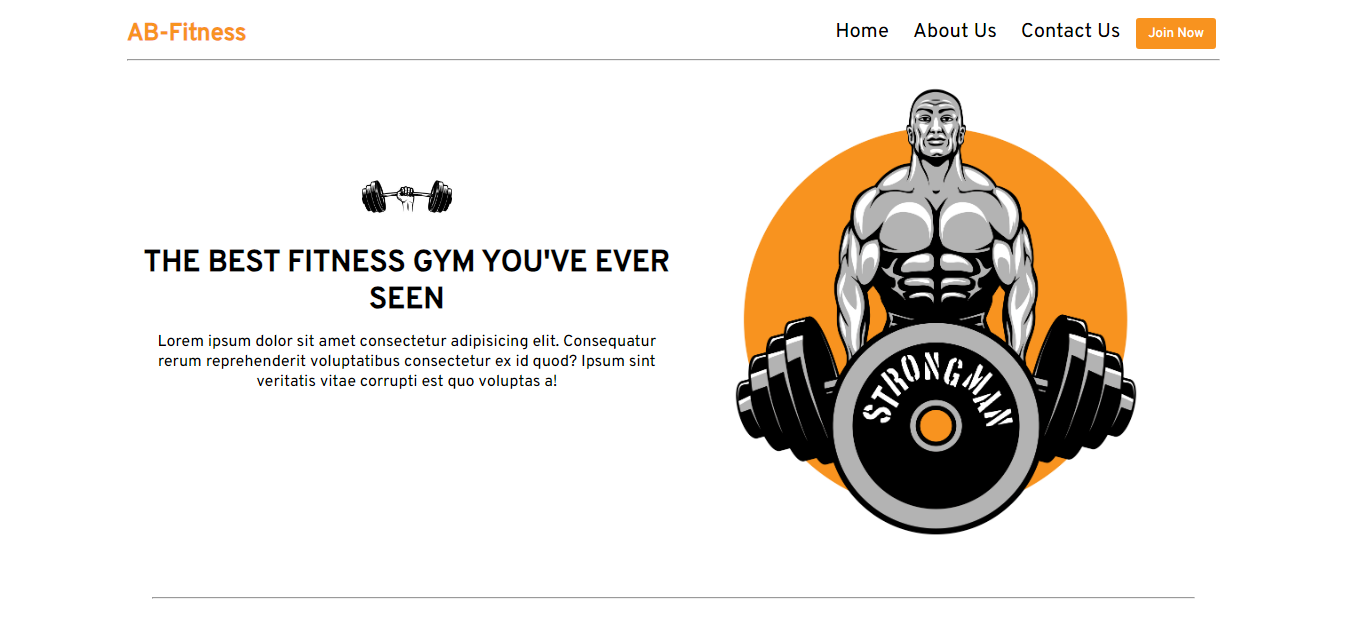 AB-Fitness
Home
About Us
Contact Us
Join Now
THE BEST FITNESS GYM YOU'VE EVER
SEEN
Lorem ipsum dolor sit amet consectetur adipisicing elit. Consequatur
rerum reprehenderit voluptatibus consectetur ex id quod? Ipsum sint
veritatis vitae corrupti est quo voluptas a!
STRONGMAN